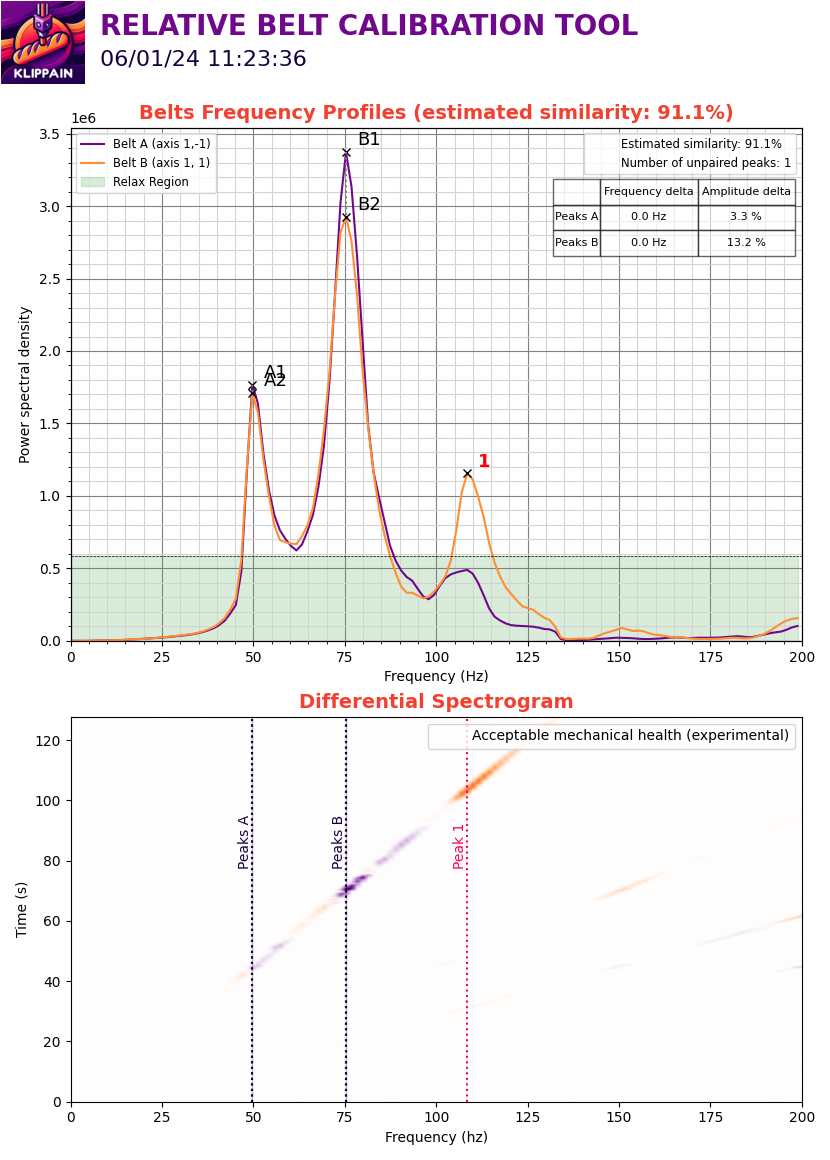 RELATIVE BELT CALIBRATION TOOL
06/01/24 11:23:36
KLIPPAIN
Belts Frequency Profiles (estimated similarity: 91.1%)
1e6
Belt A (axis 1,-1)
Belt B (axis 1, 1)
Relax Region
Estimated similarity: 91.1%
Number of unpaired peaks: 1
Frequency delta Amplitude delta
Peaks A 0.0 Hz 3.3 %
Peaks B 0.0 Hz 13.2 %
B1
B2
A1
A2
1
3.5
3.0
2.5
2.0
1.5
1.0
0.5
0.0
Power spectral density
0 25 50 75 100 125 150 175 200
Frequency (Hz)
Differential Spectrogram
Acceptable mechanical health (experimental)
Peaks A
Peaks B
Peak 1
120
100
80
60
40
20
0
Time (s)
0 25 50 75 100 125 150 175 200
Frequency (hz)